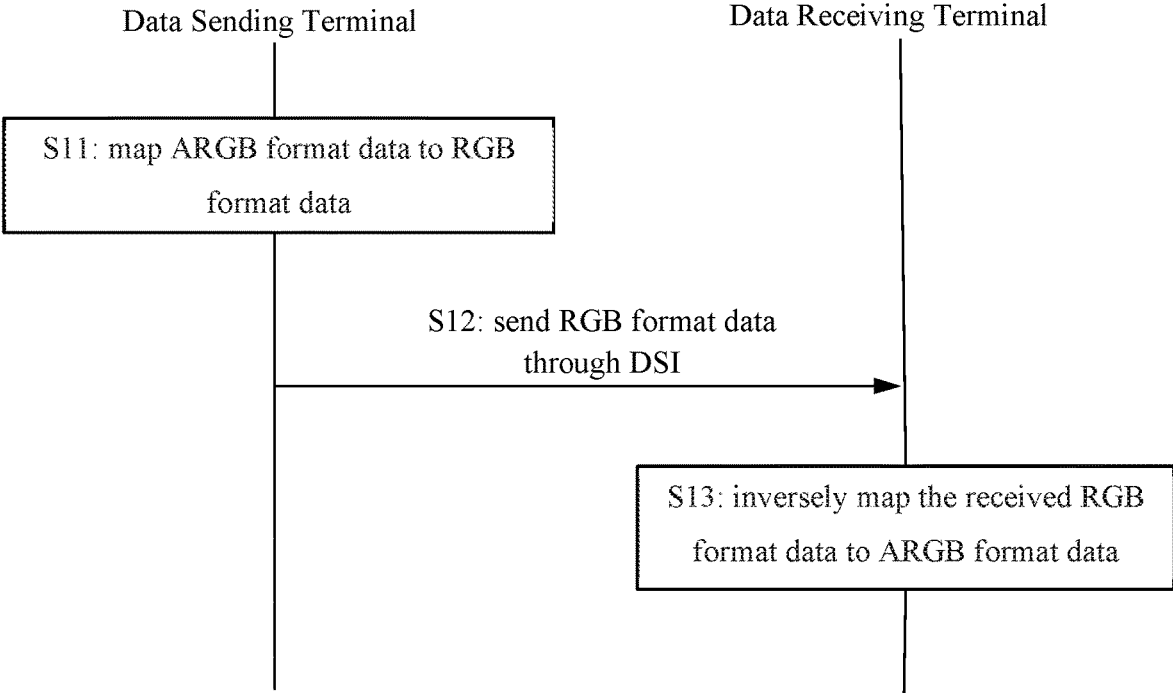 Data Sending Terminal
Data Receiving Terminal
S11: map ARGB format data to RGB
format data
S12: send RGB format data
through DSI
S13: inversely map the received RGB
format data to ARGB format data